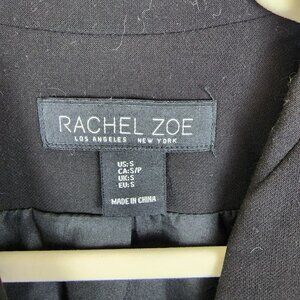 RACHEL ZOE
LOS ANGELES NEW YORK
US:S
CA:S/P
UK:S
EU:S
MADE IN CHINA